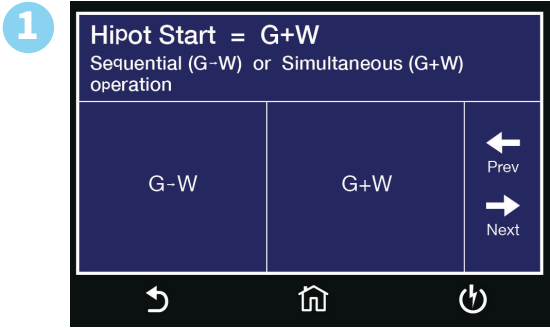 1
Hipot Start = G+W
Sequential (G→W) or Simultaneous (G+W)
operation
G→W
G+W
Prev
Next